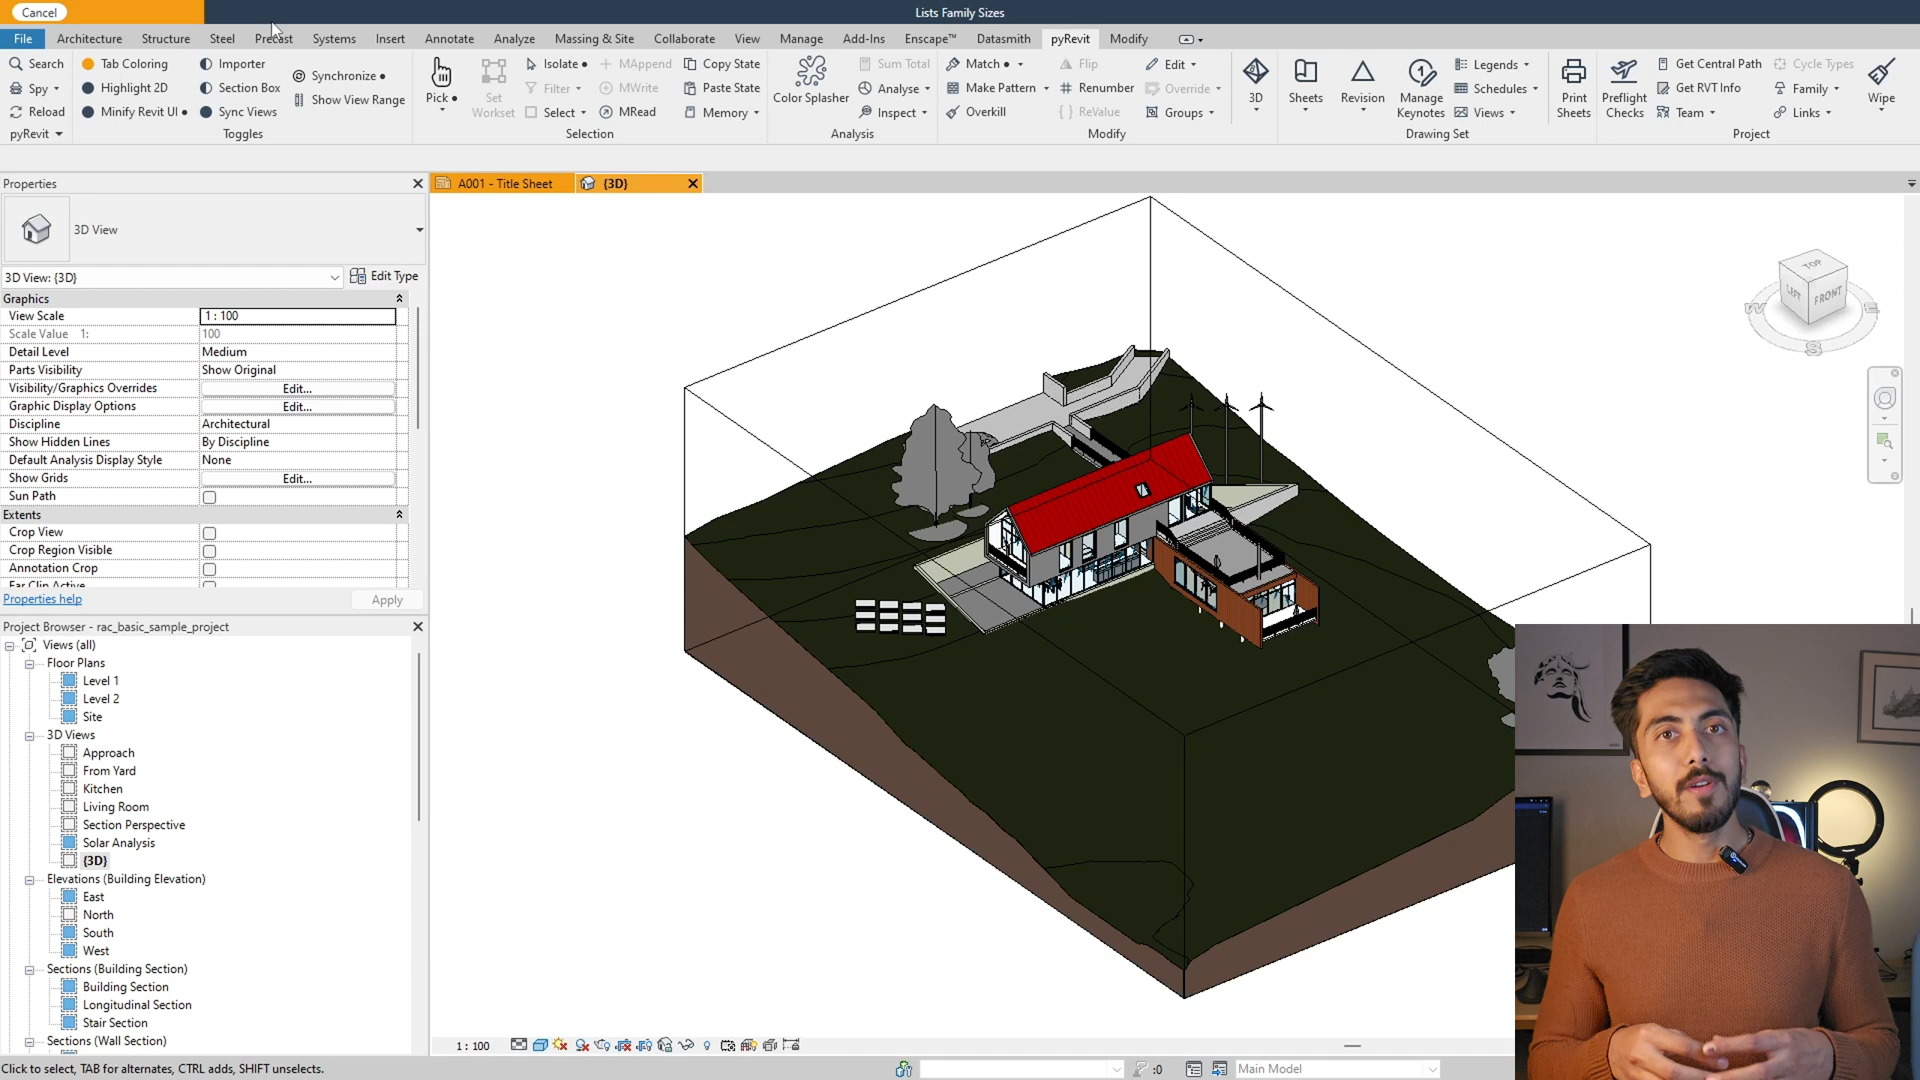 Cancel
Lists Family Sizes
File Architecture Structure Steel Precast Systems Insert Annotate Analyze Massing & Site Collaborate View Manage Add-Ins Enscape™ Datasmith pyRevit Modify
Search Tab Coloring Importer Synchronize Isolate MAppend Copy State Sum Total Match Flip Edit Legends Get Central Path Cycle Types
Spy Highlight 2D Section Box Show View Range Pick Set Workset Filter MWrite Paste State Color Splasher Analyse Make Pattern Renumber Override 3D Sheets Revision Manage Keynotes Schedules Print Sheets Preflight Checks Get RVT Info Family Wipe
Reload Minify Revit UI Sync Views Select MRead Memory Inspect Overkill ReValue Groups Views Team Links
pyRevit Toggles Selection Analysis Modify Drawing Set Project
Properties
A001 - Title Sheet {3D}
3D View
3D View: {3D} Edit Type
Graphics
View Scale 1 : 100
Scale Value 1: 100
Detail Level Medium
Parts Visibility Show Original
Visibility/Graphics Overrides Edit...
Graphic Display Options Edit...
Discipline Architectural
Show Hidden Lines By Discipline
Default Analysis Display Style None
Show Grids Edit...
Sun Path
Extents
Crop View
Crop Region Visible
Annotation Crop
Far Clip Active
Properties help Apply
Project Browser - rac_basic_sample_project
Views (all)
Floor Plans
Level 1
Level 2
Site
3D Views
Approach
From Yard
Kitchen
Living Room
Section Perspective
Solar Analysis
{3D}
Elevations (Building Elevation)
East
North
South
West
Sections (Building Section)
Building Section
Longitudinal Section
Stair Section
Sections (Wall Section)
TOP
LEFT FRONT
W E
S
1 : 100
Click to select, TAB for alternates, CTRL adds, SHIFT unselects.
:0 Main Model